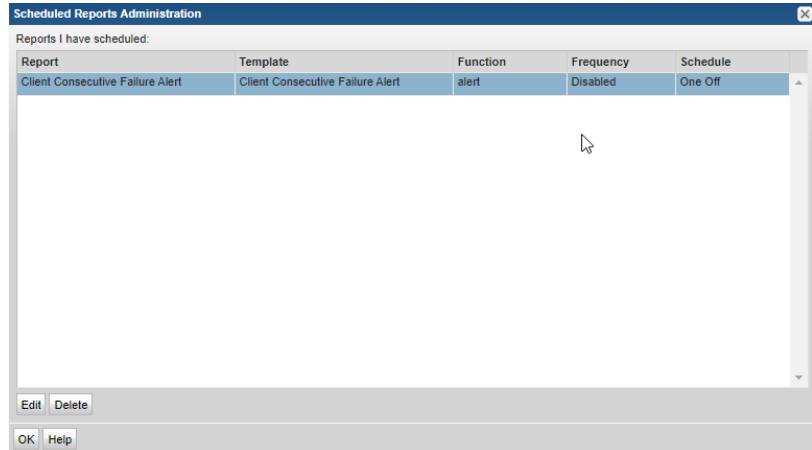 Scheduled Reports Administration
Reports I have scheduled:
Report Template Function Frequency Schedule
Client Consecutive Failure Alert Client Consecutive Failure Alert alert Disabled One Off
Edit Delete
OK Help